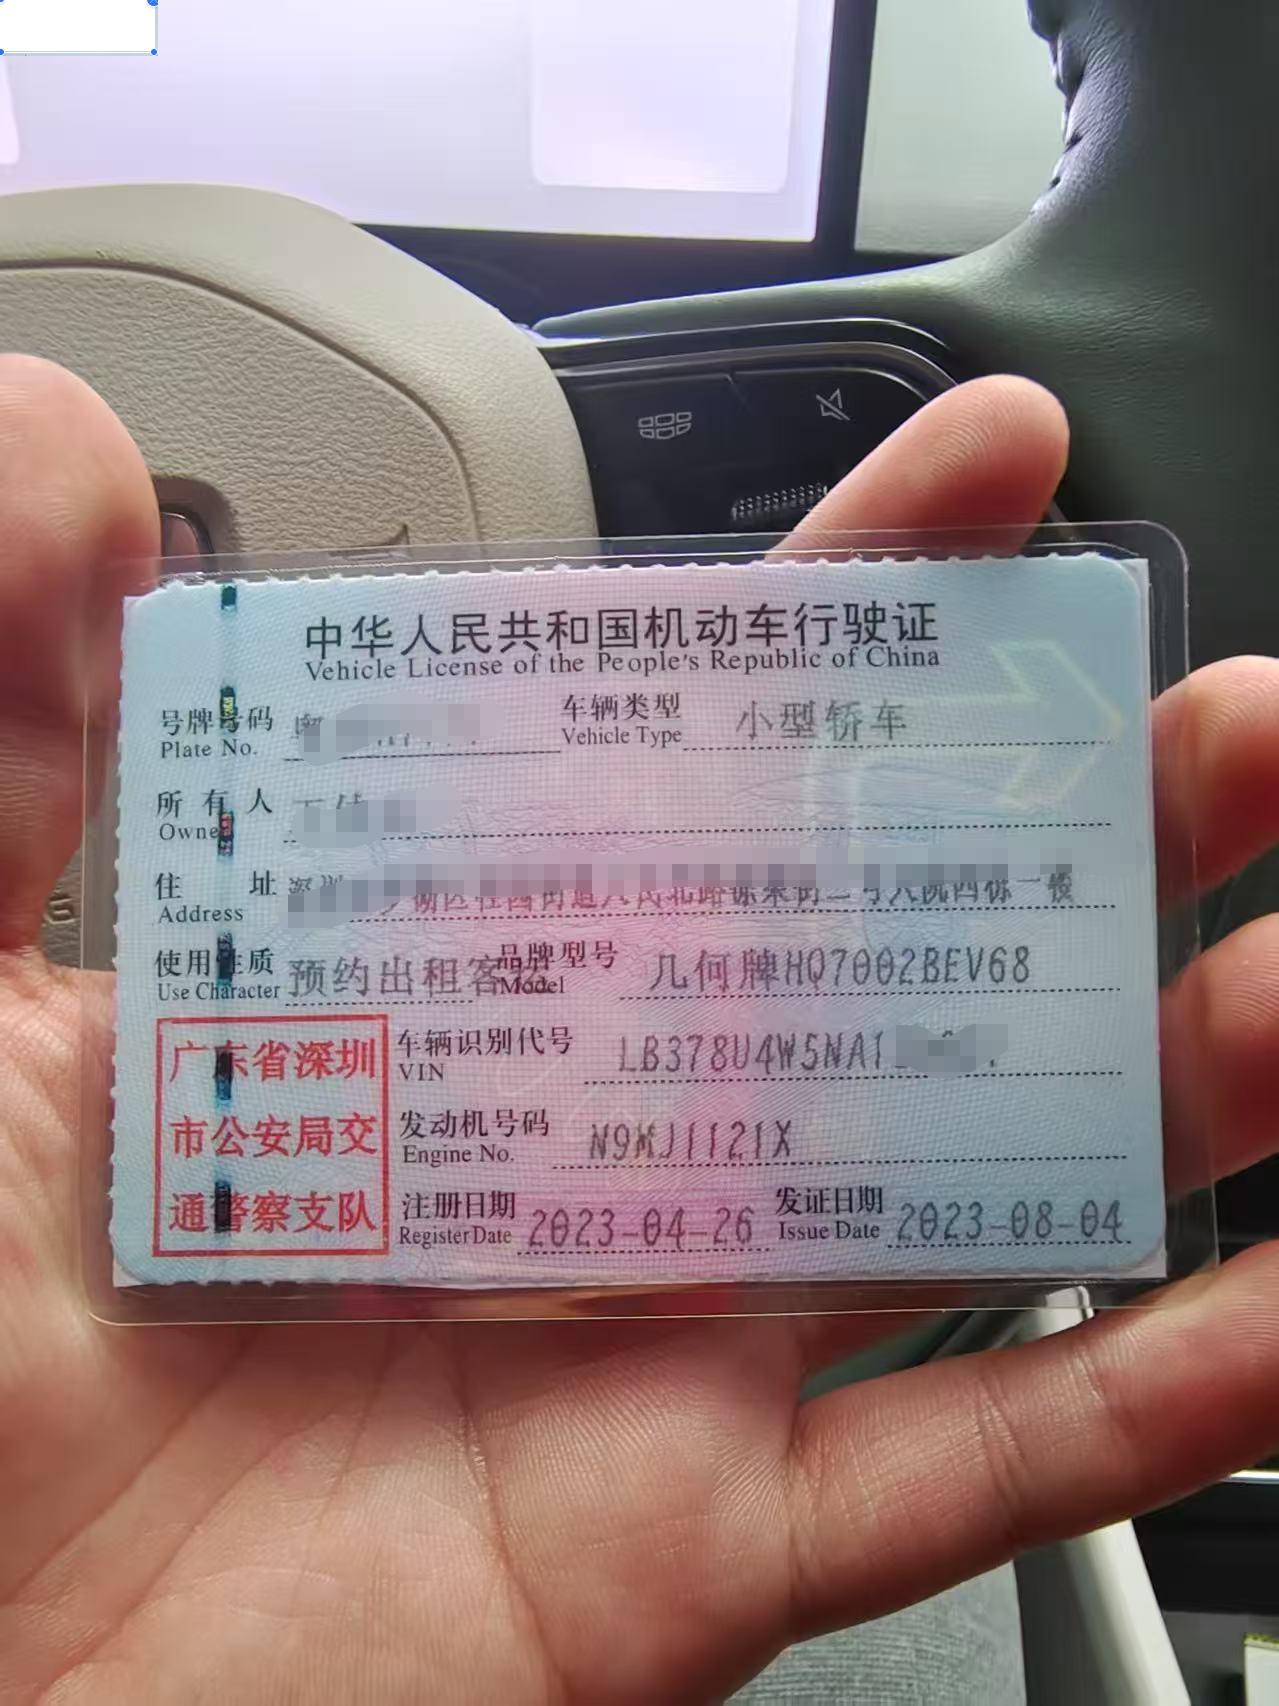 中华人民共和国机动车行驶证
Vehicle License of the People's Republic of China
号牌号码
Plate No.
车辆类型 小型轿车
Vehicle Type
所有人
Owner
住址
Address
使用性质 预约出租客运
Use Character
品牌型号 几何牌HQ7002BEV68
Model
广东省深圳
市公安局交
通警察支队
车辆识别代号 LB378U4W5NA
VIN
发动机号码 N9MJ1121X
Engine No.
注册日期 2023-04-26
Register Date
发证日期 2023-08-04
Issue Date